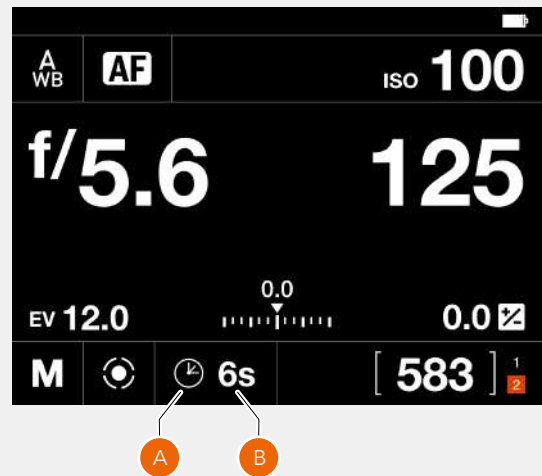 A
WB AF ISO 100
f/5.6 125
0.0
EV 12.0 0.0 +/-
M 6s [ 583 ] 1
2
A B